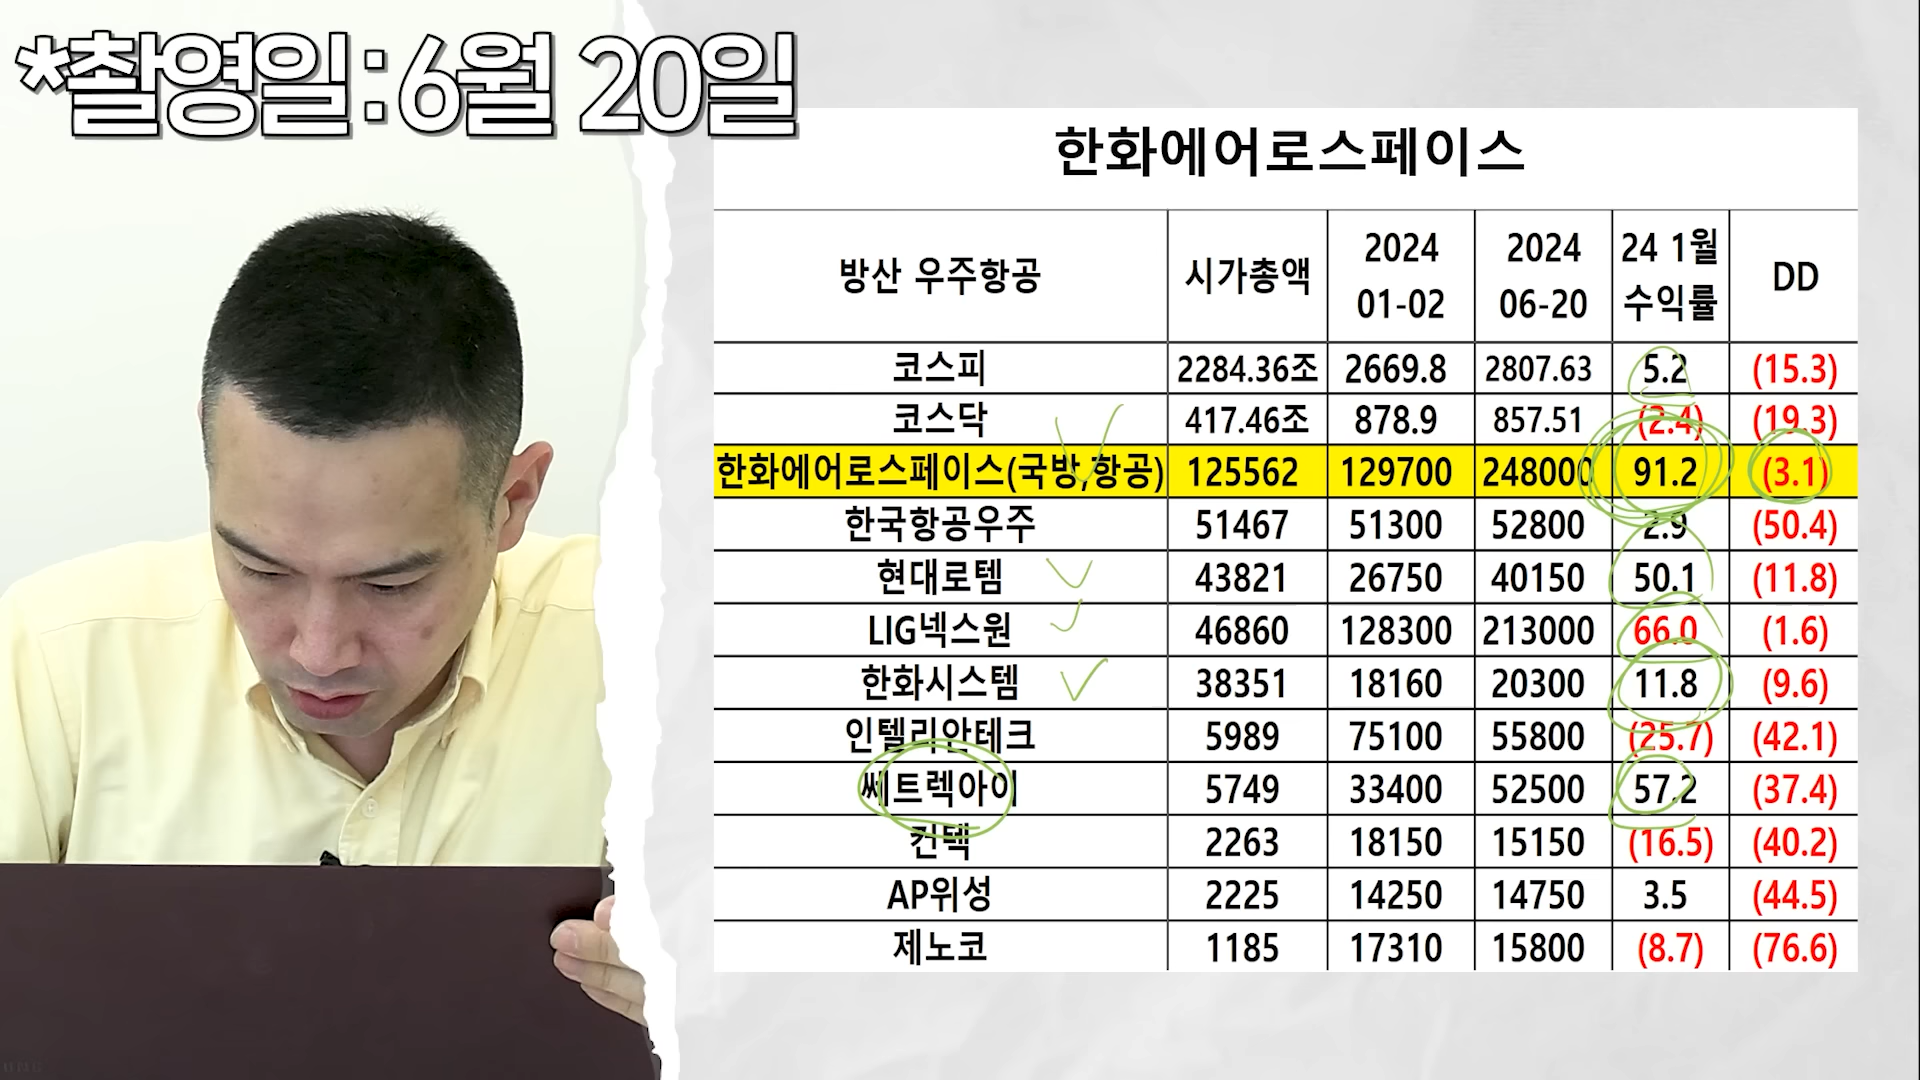 *촬영일 : 6월 20일
한화에어로스페이스
방산 우주항공 시가총액 2024 01-02 2024 06-20 24 1월 수익률 DD
코스피 2284.36조 2669.8 2807.63 5.2 (15.3)
코스닥 417.46조 878.9 857.51 (2.4) (19.3)
한화에어로스페이스(국방,항공) 125562 129700 248000 91.2 (3.1)
한국항공우주 51467 51300 52800 2.9 (50.4)
현대로템 43821 26750 40150 50.1 (11.8)
LIG넥스원 46860 128300 213000 66.0 (1.6)
한화시스템 38351 18160 20300 11.8 (9.6)
인텔리안테크 5989 75100 55800 (25.7) (42.1)
쎄트렉아이 5749 33400 52500 57.2 (37.4)
컨텍 2263 18150 15150 (16.5) (40.2)
AP위성 2225 14250 14750 3.5 (44.5)
제노코 1185 17310 15800 (8.7) (76.6)